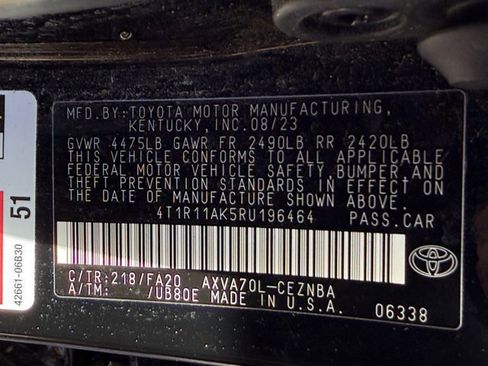 MFD.BY:TOYOTA MOTOR MANUFACTURING,
KENTUCKY, INC.08/23
GVWR 4475LB GAWR FR 2490LB RR 2420LB
THIS VEHICLE CONFORMS TO ALL APPLICABLE
FEDERAL MOTOR VEHICLE SAFETY,BUMPER,AND
THEFT PREVENTION STANDARDS IN EFFECT ON
THE DATE OF MANUFACTURE SHOWN ABOVE.
4T1R11AK5RU196464 PASS.CAR
C/TR:218/FA20 AXVA70L-CEZNBA
A/TM: /UB80E MADE IN U.S.A. 06338
TOYOTA
51
42661-06B30